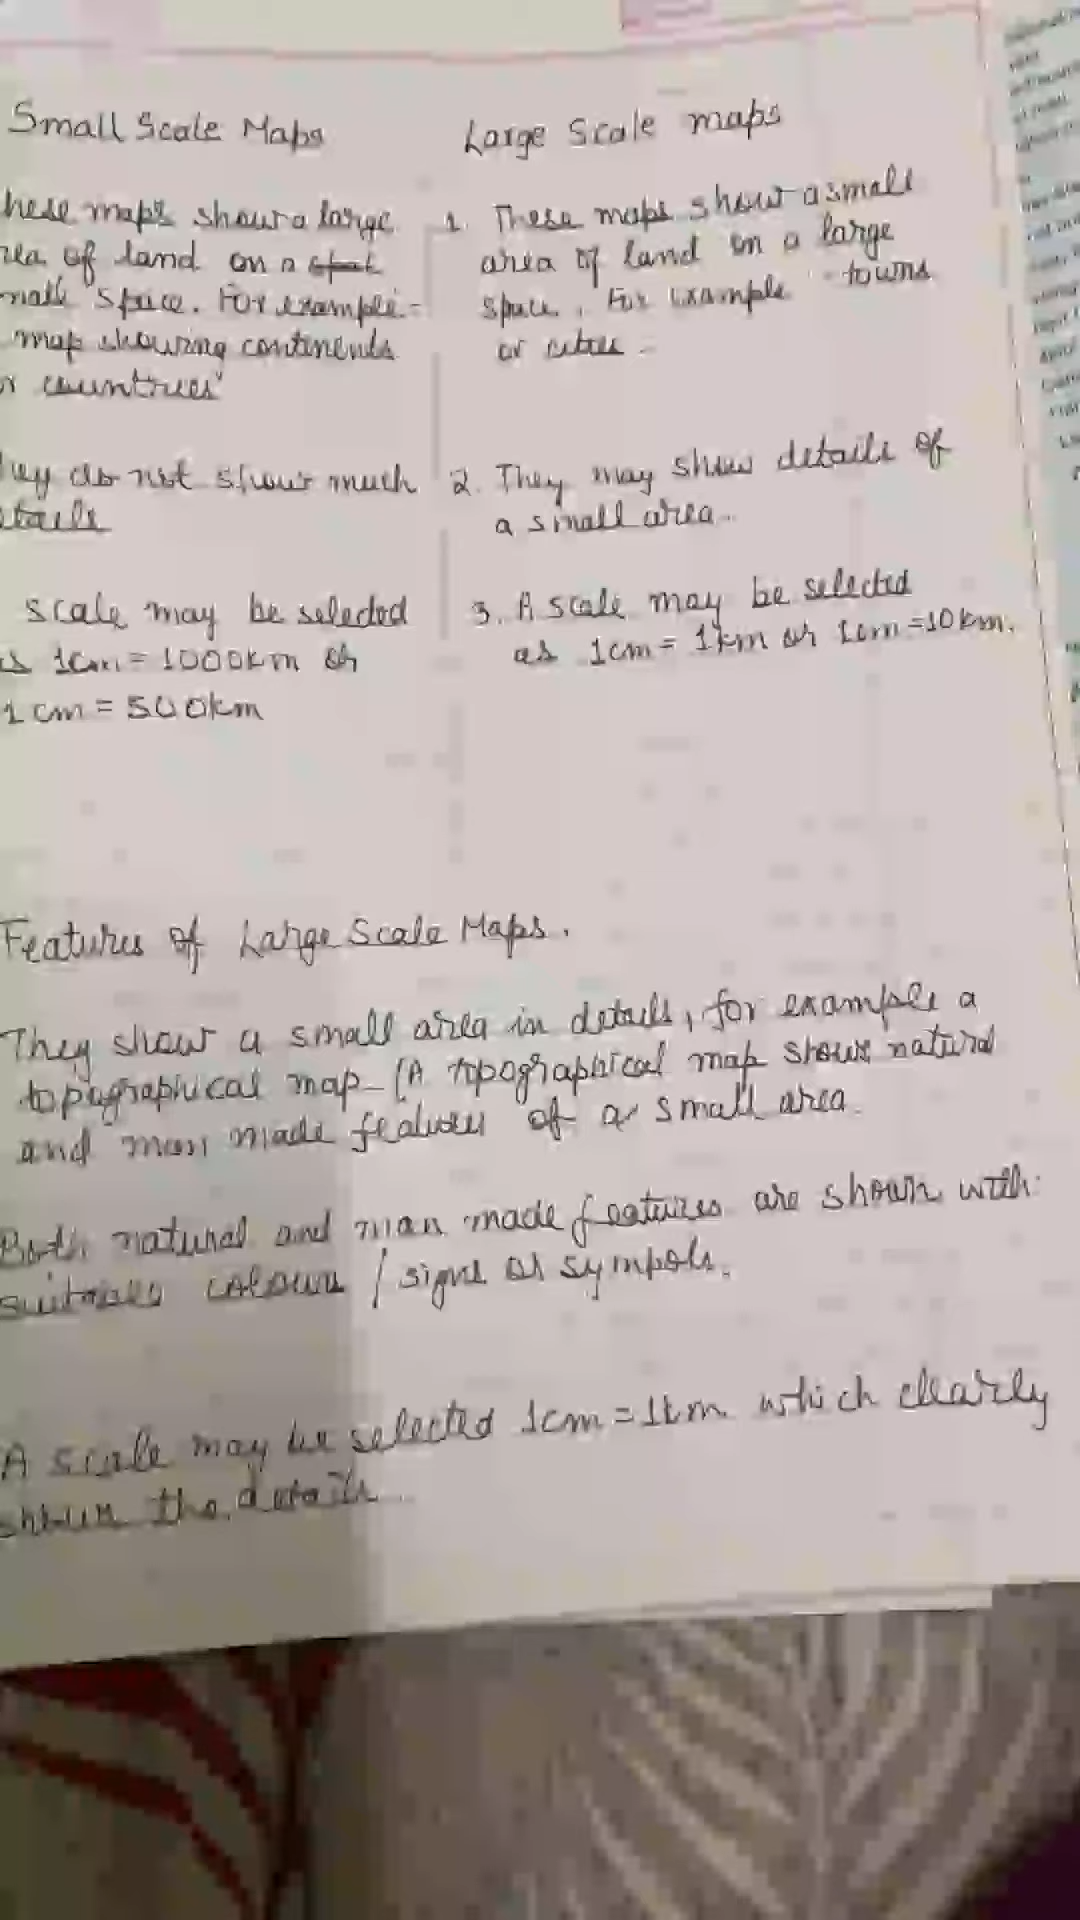 Small Scale Maps
hese maps show a large
rea of land on a
mall space. For example -
map showing continents
or countries
hey do not show much
etails
scale may be selected
as 1cm = 1000km or
1 cm = 500km
Large Scale maps
1. These maps show a small
area of land on a large
space. For example towns
or cities.
2. They may show details of
a small area.
3. A scale may be selected
as 1cm = 1km or 1cm = 10km.
Features of Large Scale Maps.
They show a small area in details, for example a
topographical map (A topographical map shows natural
and man made features of a small area.
Both natural and man made features are shown with
suitable colours / signs or symbols.
A scale may be selected 1cm = 1km which clearly
shows the details.